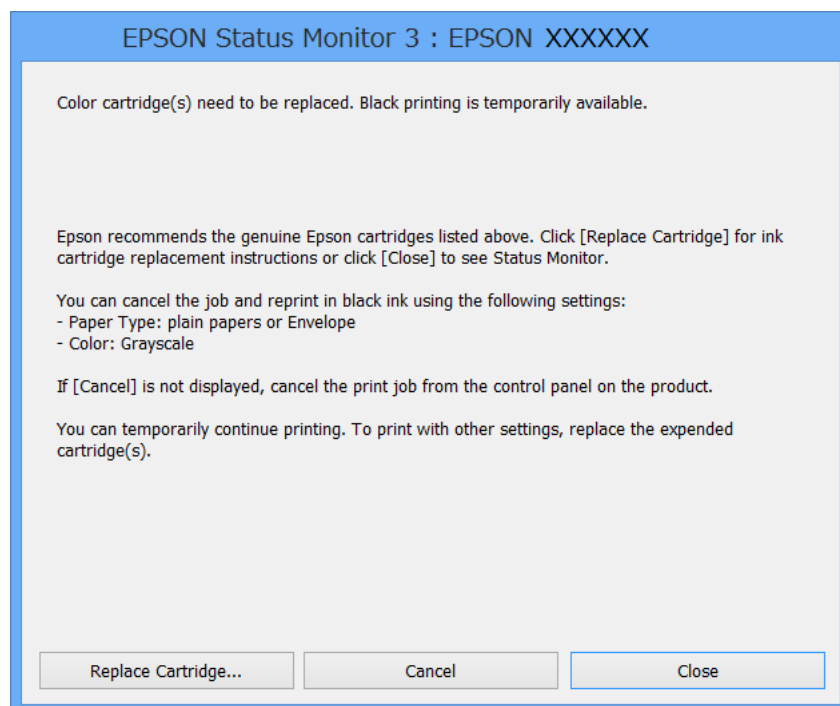 EPSON Status Monitor 3 : EPSON XXXXXX
Color cartridge(s) need to be replaced. Black printing is temporarily available.
Epson recommends the genuine Epson cartridges listed above. Click [Replace Cartridge] for ink
cartridge replacement instructions or click [Close] to see Status Monitor.
You can cancel the job and reprint in black ink using the following settings:
- Paper Type: plain papers or Envelope
- Color: Grayscale
If [Cancel] is not displayed, cancel the print job from the control panel on the product.
You can temporarily continue printing. To print with other settings, replace the expended
cartridge(s).
Replace Cartridge... Cancel Close